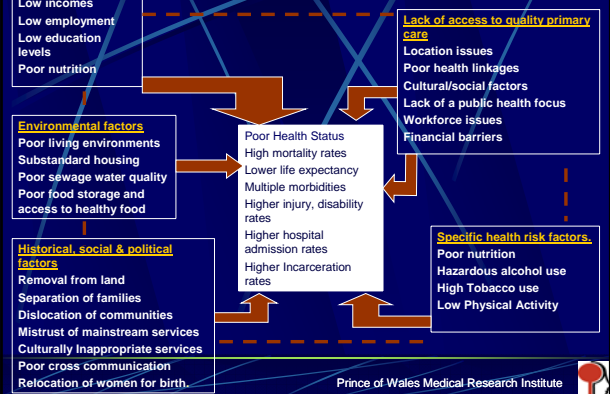 Low incomes
Low employment
Low education
levels
Poor nutrition
Lack of access to quality primary
care
Location issues
Poor health linkages
Cultural/social factors
Lack of a public health focus
Workforce issues
Financial barriers
Environmental factors
Poor living environments
Substandard housing
Poor sewage water quality
Poor food storage and
access to healthy food
Poor Health Status
High mortality rates
Lower life expectancy
Multiple morbidities
Higher injury, disability
rates
Higher hospital
admission rates
Higher Incarceration
rates
Historical, social & political
factors
Removal from land
Separation of families
Dislocation of communities
Mistrust of mainstream services
Culturally Inappropriate services
Poor cross communication
Relocation of women for birth.
Specific health risk factors.
Poor nutrition
Hazardous alcohol use
High Tobacco use
Low Physical Activity
Prince of Wales Medical Research Institute